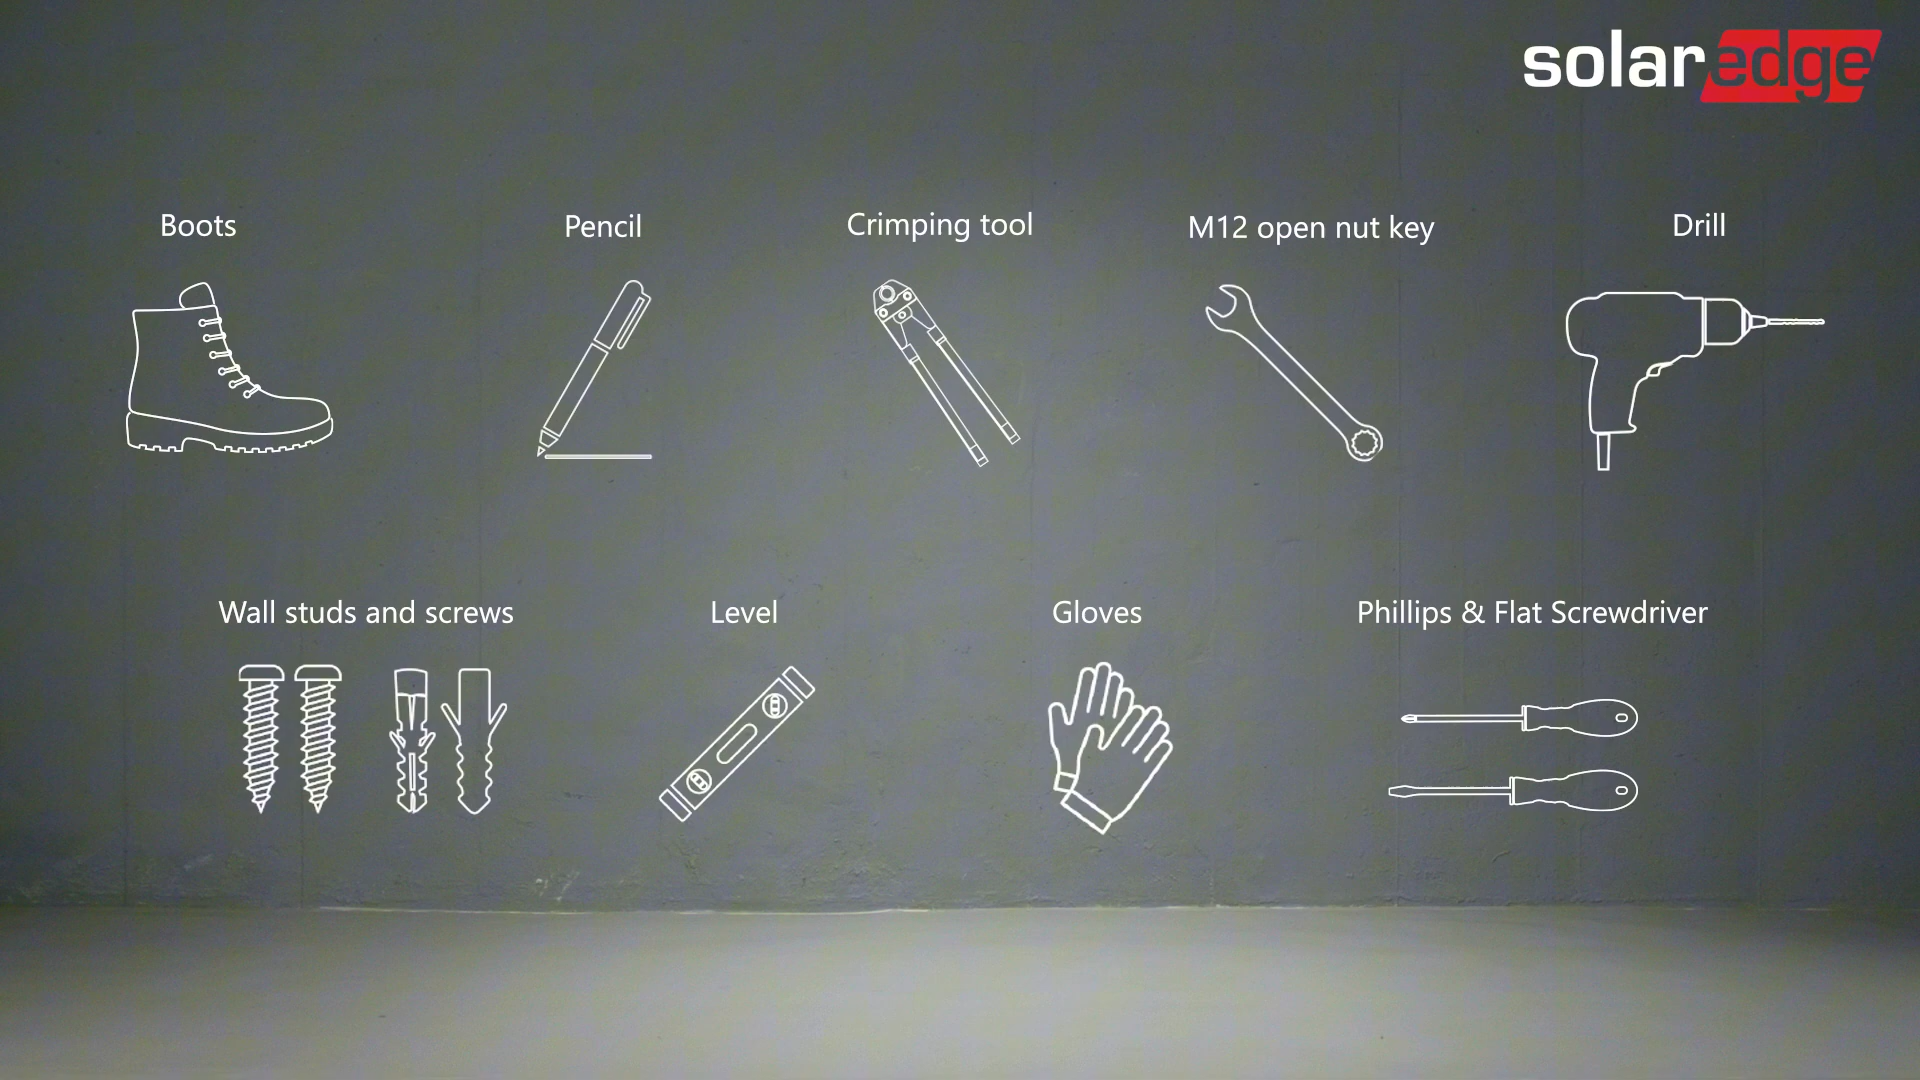 solaredge
Boots
Pencil
Crimping tool
M12 open nut key
Drill
Wall studs and screws
Level
Gloves
Phillips & Flat Screwdriver